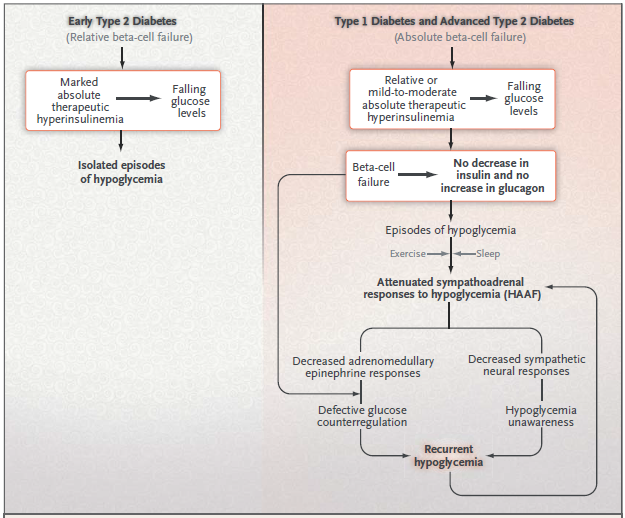 Early Type 2 Diabetes
(Relative beta-cell failure)
Marked
absolute
therapeutic
hyperinsulinemia
Falling
glucose
levels
Isolated episodes
of hypoglycemia
Type 1 Diabetes and Advanced Type 2 Diabetes
(Absolute beta-cell failure)
Relative or
mild-to-moderate
absolute therapeutic
hyperinsulinemia
Falling
glucose
levels
Beta-cell
failure
No decrease in
insulin and no
increase in glucagon
Episodes of hypoglycemia
Exercise
Sleep
Attenuated sympathoadrenal
responses to hypoglycemia (HAAF)
Decreased adrenomedullary
epinephrine responses
Decreased sympathetic
neural responses
Defective glucose
counterregulation
Hypoglycemia
unawareness
Recurrent
hypoglycemia